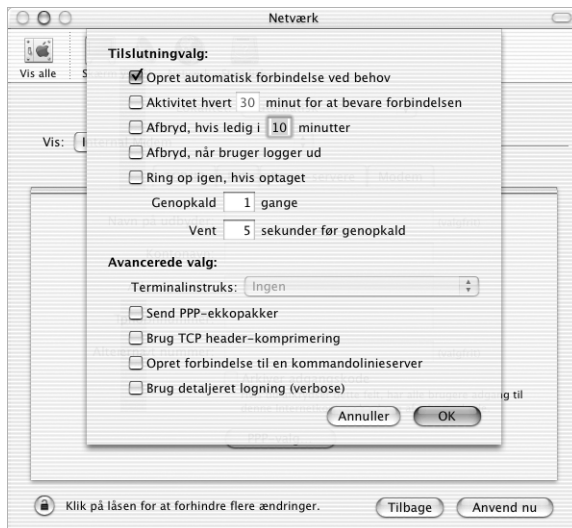 Netværk
Vis alle
Tilslutningvalg:
Opret automatisk forbindelse ved behov
Aktivitet hvert 30 minut for at bevare forbindelsen
Afbryd, hvis ledig i 10 minutter
Vis:
Afbryd, når bruger logger ud
Ring op igen, hvis optaget
Genopkald 1 gange
Vent 5 sekunder før genopkald
Avancerede valg:
Terminalinstruks: Ingen
Send PPP-ekkopakker
Brug TCP header-komprimering
Opret forbindelse til en kommandolinieserver
Brug detaljeret logning (verbose)
Annuller OK
PPP-valg
Klik på låsen for at forhindre flere ændringer.
Tilbage Anvend nu